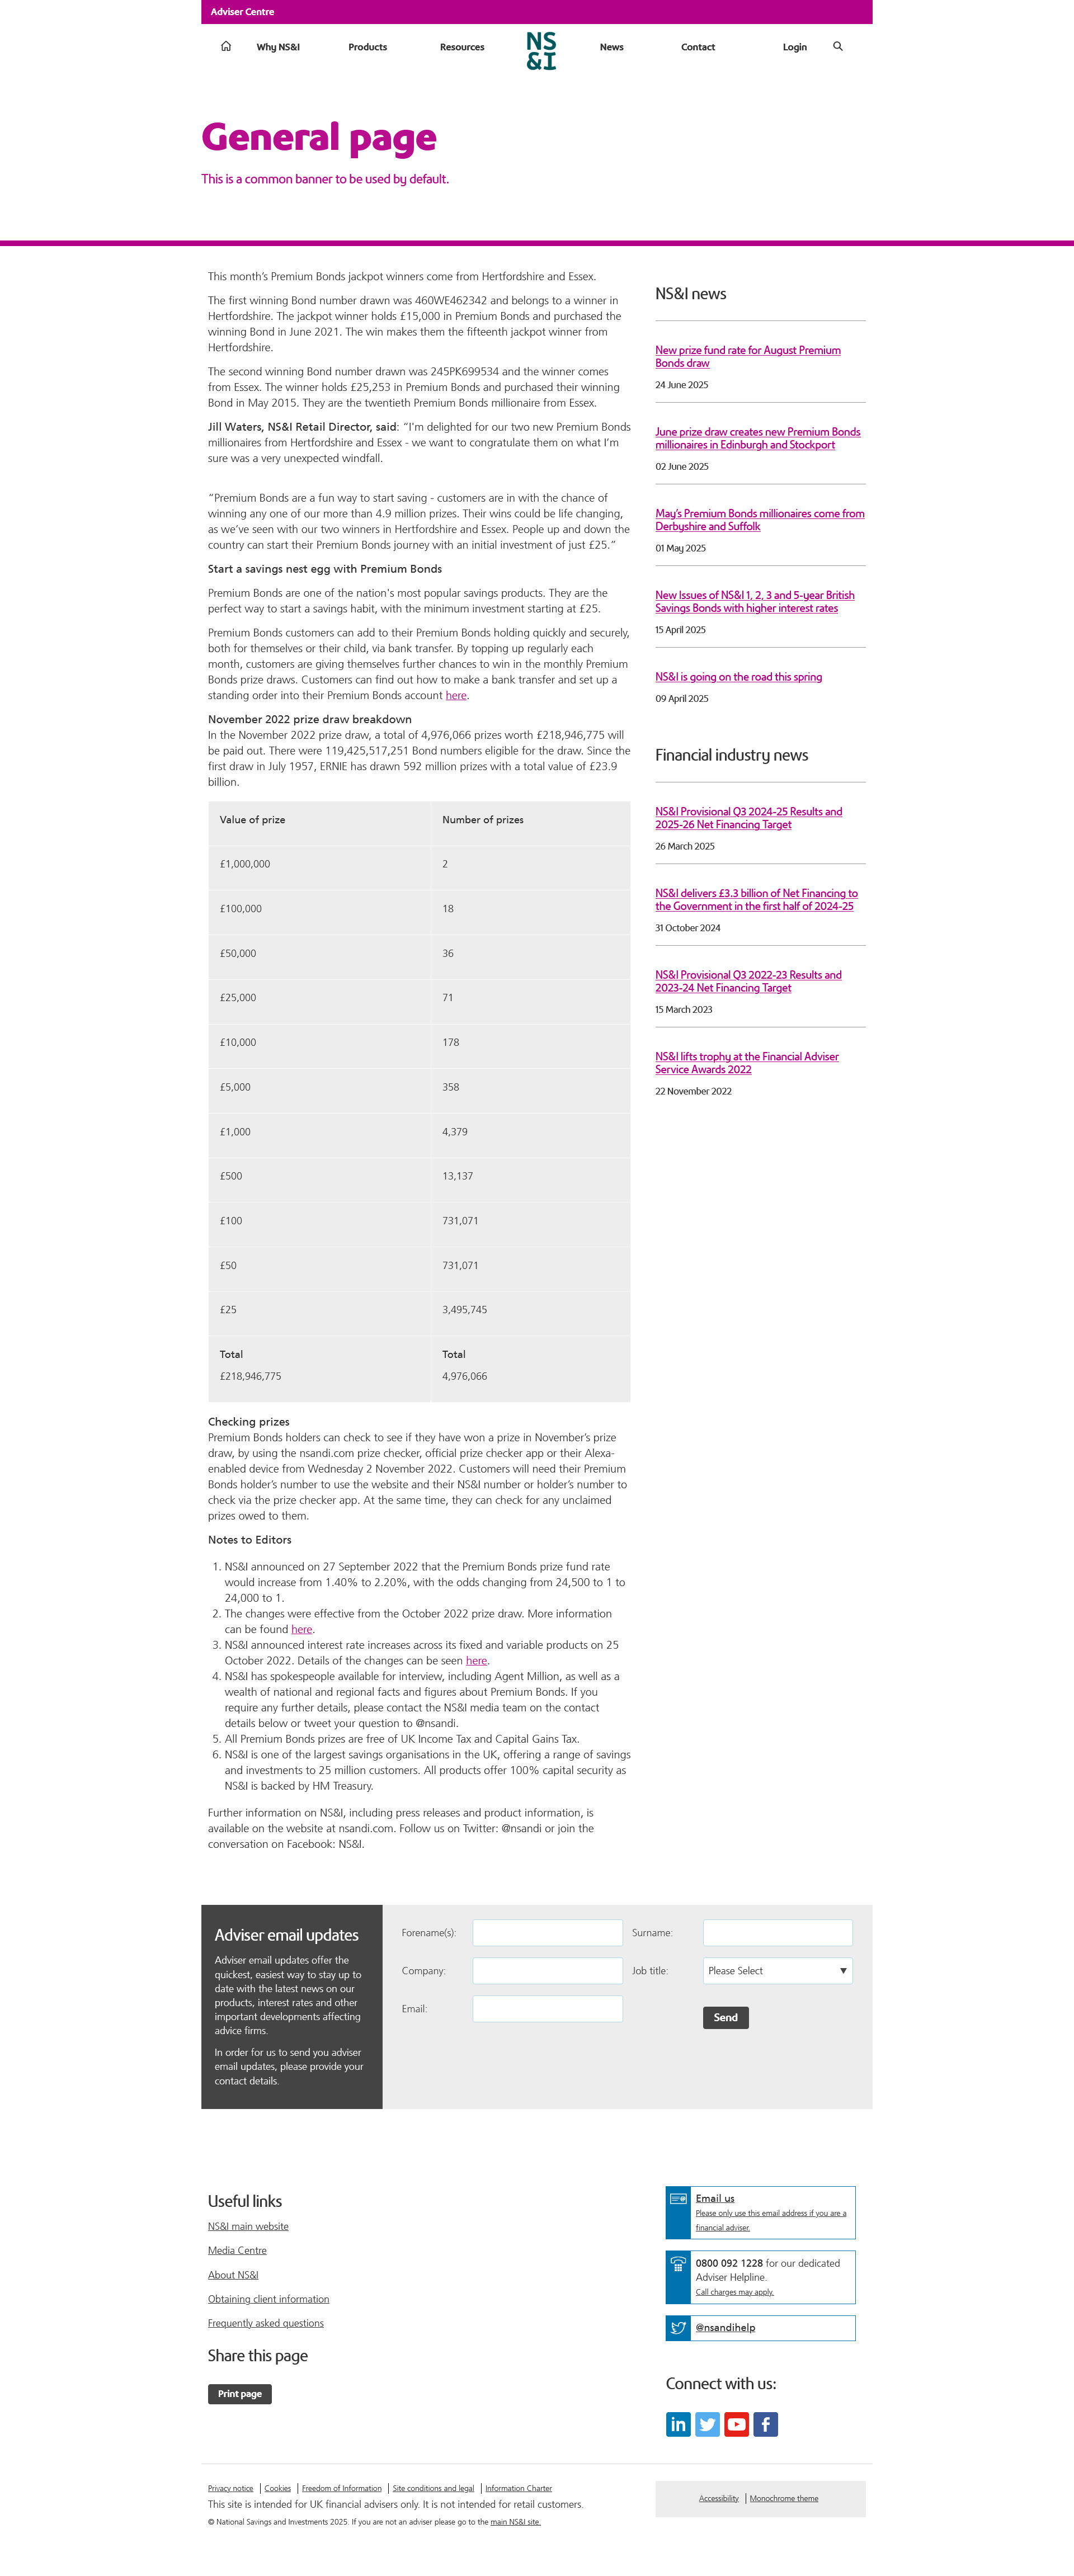 Adviser Centre
Why NS&I
Products
Resources
NS
&I
News
Contact
Login
General page
This is a common banner to be used by default.
This month’s Premium Bonds jackpot winners come from Hertfordshire and Essex.
The first winning Bond number drawn was 460WE462342 and belongs to a winner in
Hertfordshire. The jackpot winner holds £15,000 in Premium Bonds and purchased the
winning Bond in June 2021. The win makes them the fifteenth jackpot winner from
Hertfordshire.
The second winning Bond number drawn was 245PK699534 and the winner comes
from Essex. The winner holds £25,253 in Premium Bonds and purchased their winning
Bond in May 2015. They are the twentieth Premium Bonds millionaire from Essex.
Jill Waters, NS&I Retail Director, said: “I'm delighted for our two new Premium Bonds
millionaires from Hertfordshire and Essex - we want to congratulate them on what I’m
sure was a very unexpected windfall.
“Premium Bonds are a fun way to start saving - customers are in with the chance of
winning any one of our more than 4.9 million prizes. Their wins could be life changing,
as we’ve seen with our two winners in Hertfordshire and Essex. People up and down the
country can start their Premium Bonds journey with an initial investment of just £25.”
Start a savings nest egg with Premium Bonds
Premium Bonds are one of the nation's most popular savings products. They are the
perfect way to start a savings habit, with the minimum investment starting at £25.
Premium Bonds customers can add to their Premium Bonds holding quickly and securely,
both for themselves or their child, via bank transfer. By topping up regularly each
month, customers are giving themselves further chances to win in the monthly Premium
Bonds prize draws. Customers can find out how to make a bank transfer and set up a
standing order into their Premium Bonds account here.
November 2022 prize draw breakdown
In the November 2022 prize draw, a total of 4,976,066 prizes worth £218,946,775 will
be paid out. There were 119,425,517,251 Bond numbers eligible for the draw. Since the
first draw in July 1957, ERNIE has drawn 592 million prizes with a total value of £23.9
billion.
Value of prize	Number of prizes
£1,000,000	2
£100,000	18
£50,000	36
£25,000	71
£10,000	178
£5,000	358
£1,000	4,379
£500	13,137
£100	731,071
£50	731,071
£25	3,495,745
Total	Total
£218,946,775	4,976,066
Checking prizes
Premium Bonds holders can check to see if they have won a prize in November’s prize
draw, by using the nsandi.com prize checker, official prize checker app or their Alexa-
enabled device from Wednesday 2 November 2022. Customers will need their Premium
Bonds holder’s number to use the website and their NS&I number or holder’s number to
check via the prize checker app. At the same time, they can check for any unclaimed
prizes owed to them.
Notes to Editors
1. NS&I announced on 27 September 2022 that the Premium Bonds prize fund rate
would increase from 1.40% to 2.20%, with the odds changing from 24,500 to 1 to
24,000 to 1.
2. The changes were effective from the October 2022 prize draw. More information
can be found here.
3. NS&I announced interest rate increases across its fixed and variable products on 25
October 2022. Details of the changes can be seen here.
4. NS&I has spokespeople available for interview, including Agent Million, as well as a
wealth of national and regional facts and figures about Premium Bonds. If you
require any further details, please contact the NS&I media team on the contact
details below or tweet your question to @nsandi.
5. All Premium Bonds prizes are free of UK Income Tax and Capital Gains Tax.
6. NS&I is one of the largest savings organisations in the UK, offering a range of savings
and investments to 25 million customers. All products offer 100% capital security as
NS&I is backed by HM Treasury.
Further information on NS&I, including press releases and product information, is
available on the website at nsandi.com. Follow us on Twitter: @nsandi or join the
conversation on Facebook: NS&I.
NS&I news
New prize fund rate for August Premium
Bonds draw
24 June 2025
June prize draw creates new Premium Bonds
millionaires in Edinburgh and Stockport
02 June 2025
May’s Premium Bonds millionaires come from
Derbyshire and Suffolk
01 May 2025
New Issues of NS&I 1, 2, 3 and 5-year British
Savings Bonds with higher interest rates
15 April 2025
NS&I is going on the road this spring
09 April 2025
Financial industry news
NS&I Provisional Q3 2024-25 Results and
2025-26 Net Financing Target
26 March 2025
NS&I delivers £3.3 billion of Net Financing to
the Government in the first half of 2024-25
31 October 2024
NS&I Provisional Q3 2022-23 Results and
2023-24 Net Financing Target
15 March 2023
NS&I lifts trophy at the Financial Adviser
Service Awards 2022
22 November 2022
Adviser email updates
Adviser email updates offer the
quickest, easiest way to stay up to
date with the latest news on our
products, interest rates and other
important developments affecting
advice firms.
In order for us to send you adviser
email updates, please provide your
contact details.
Forename(s):
Surname:
Company:
Job title:
Please Select
Email:
Send
Useful links
NS&I main website
Media Centre
About NS&I
Obtaining client information
Frequently asked questions
Share this page
Print page
Email us
Please only use this email address if you are a
financial adviser.
0800 092 1228 for our dedicated
Adviser Helpline.
Call charges may apply.
@nsandihelp
Connect with us:
Privacy notice | Cookies | Freedom of Information | Site conditions and legal | Information Charter
This site is intended for UK financial advisers only. It is not intended for retail customers.
© National Savings and Investments 2025. If you are not an adviser please go to the main NS&I site.
Accessibility | Monochrome theme